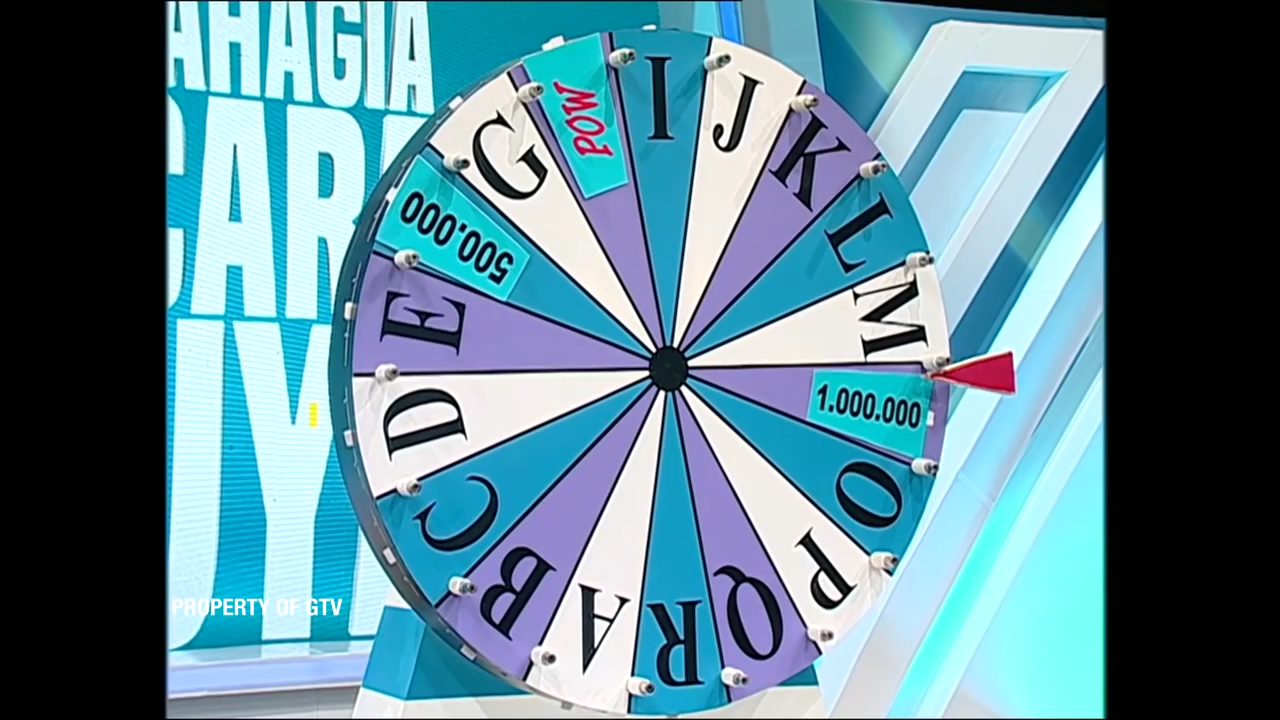 AHAGIA
CAR
UY
I
J
K
L
M
1.000.000
O
P
Q
R
A
B
C
D
E
500.000
G
POW
PROPERTY OF GTV